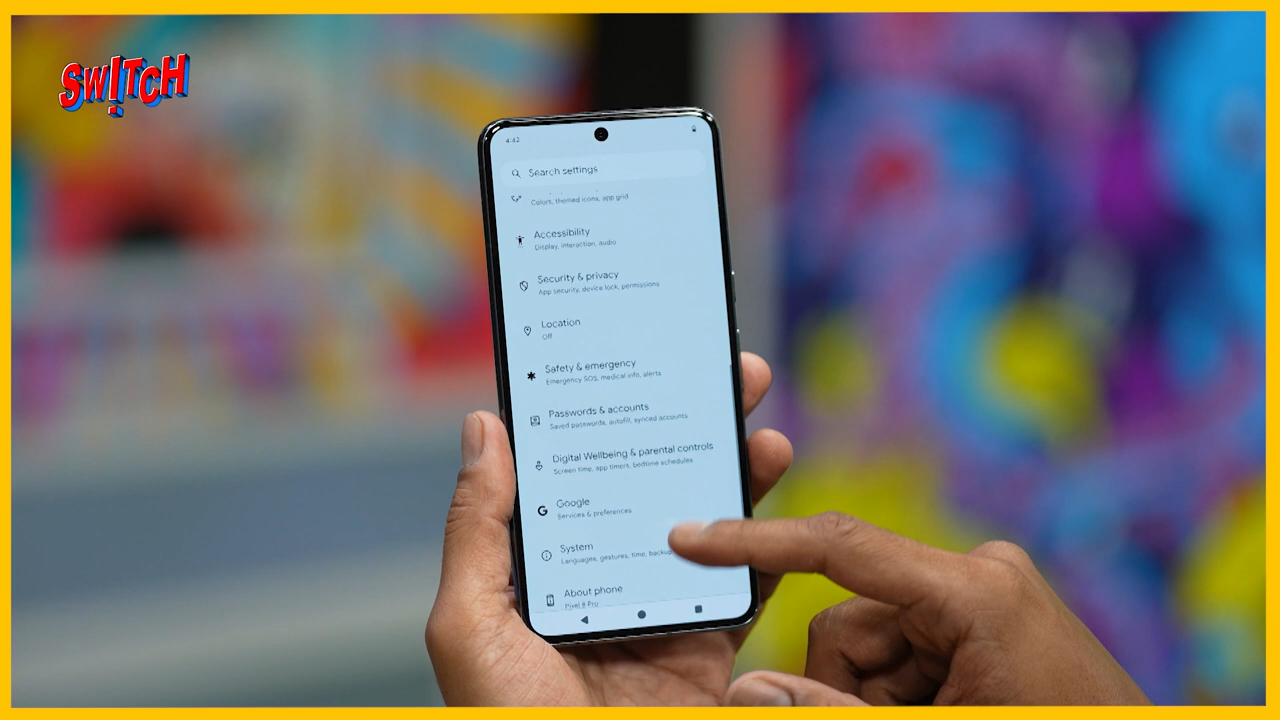 SW!TCH
4:42
Search settings
Colors, themed icons, app grid
Accessibility
Display, interaction, audio
Security & privacy
App security, device lock, permissions
Location
Off
Safety & emergency
Emergency SOS, medical info, alerts
Passwords & accounts
Saved passwords, autofill, synced accounts
Digital Wellbeing & parental controls
Screen time, app timers, bedtime schedules
Google
Services & preferences
System
Languages, gestures, time, backup
About phone
Pixel 8 Pro